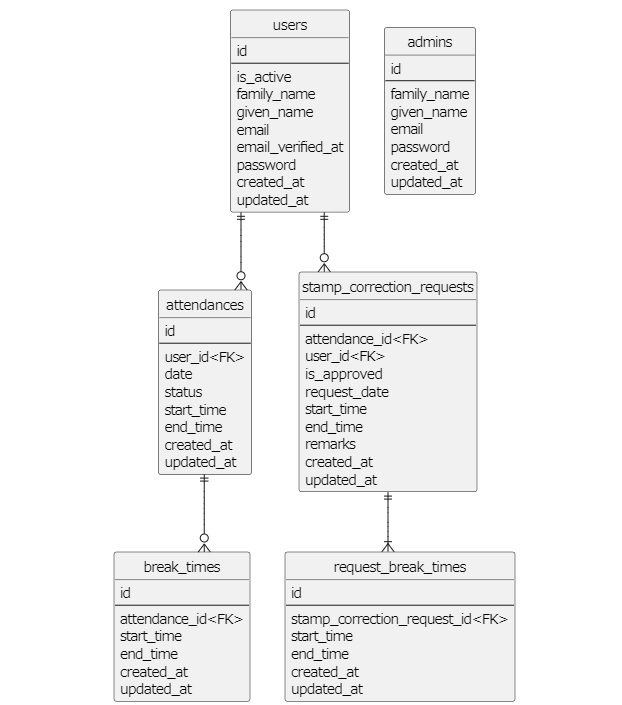 users
id
is_active
family_name
given_name
email
email_verified_at
password
created_at
updated_at
admins
id
family_name
given_name
email
password
created_at
updated_at
attendances
id
user_id<FK>
date
status
start_time
end_time
created_at
updated_at
stamp_correction_requests
id
attendance_id<FK>
user_id<FK>
is_approved
request_date
start_time
end_time
remarks
created_at
updated_at
break_times
id
attendance_id<FK>
start_time
end_time
created_at
updated_at
request_break_times
id
stamp_correction_request_id<FK>
start_time
end_time
created_at
updated_at